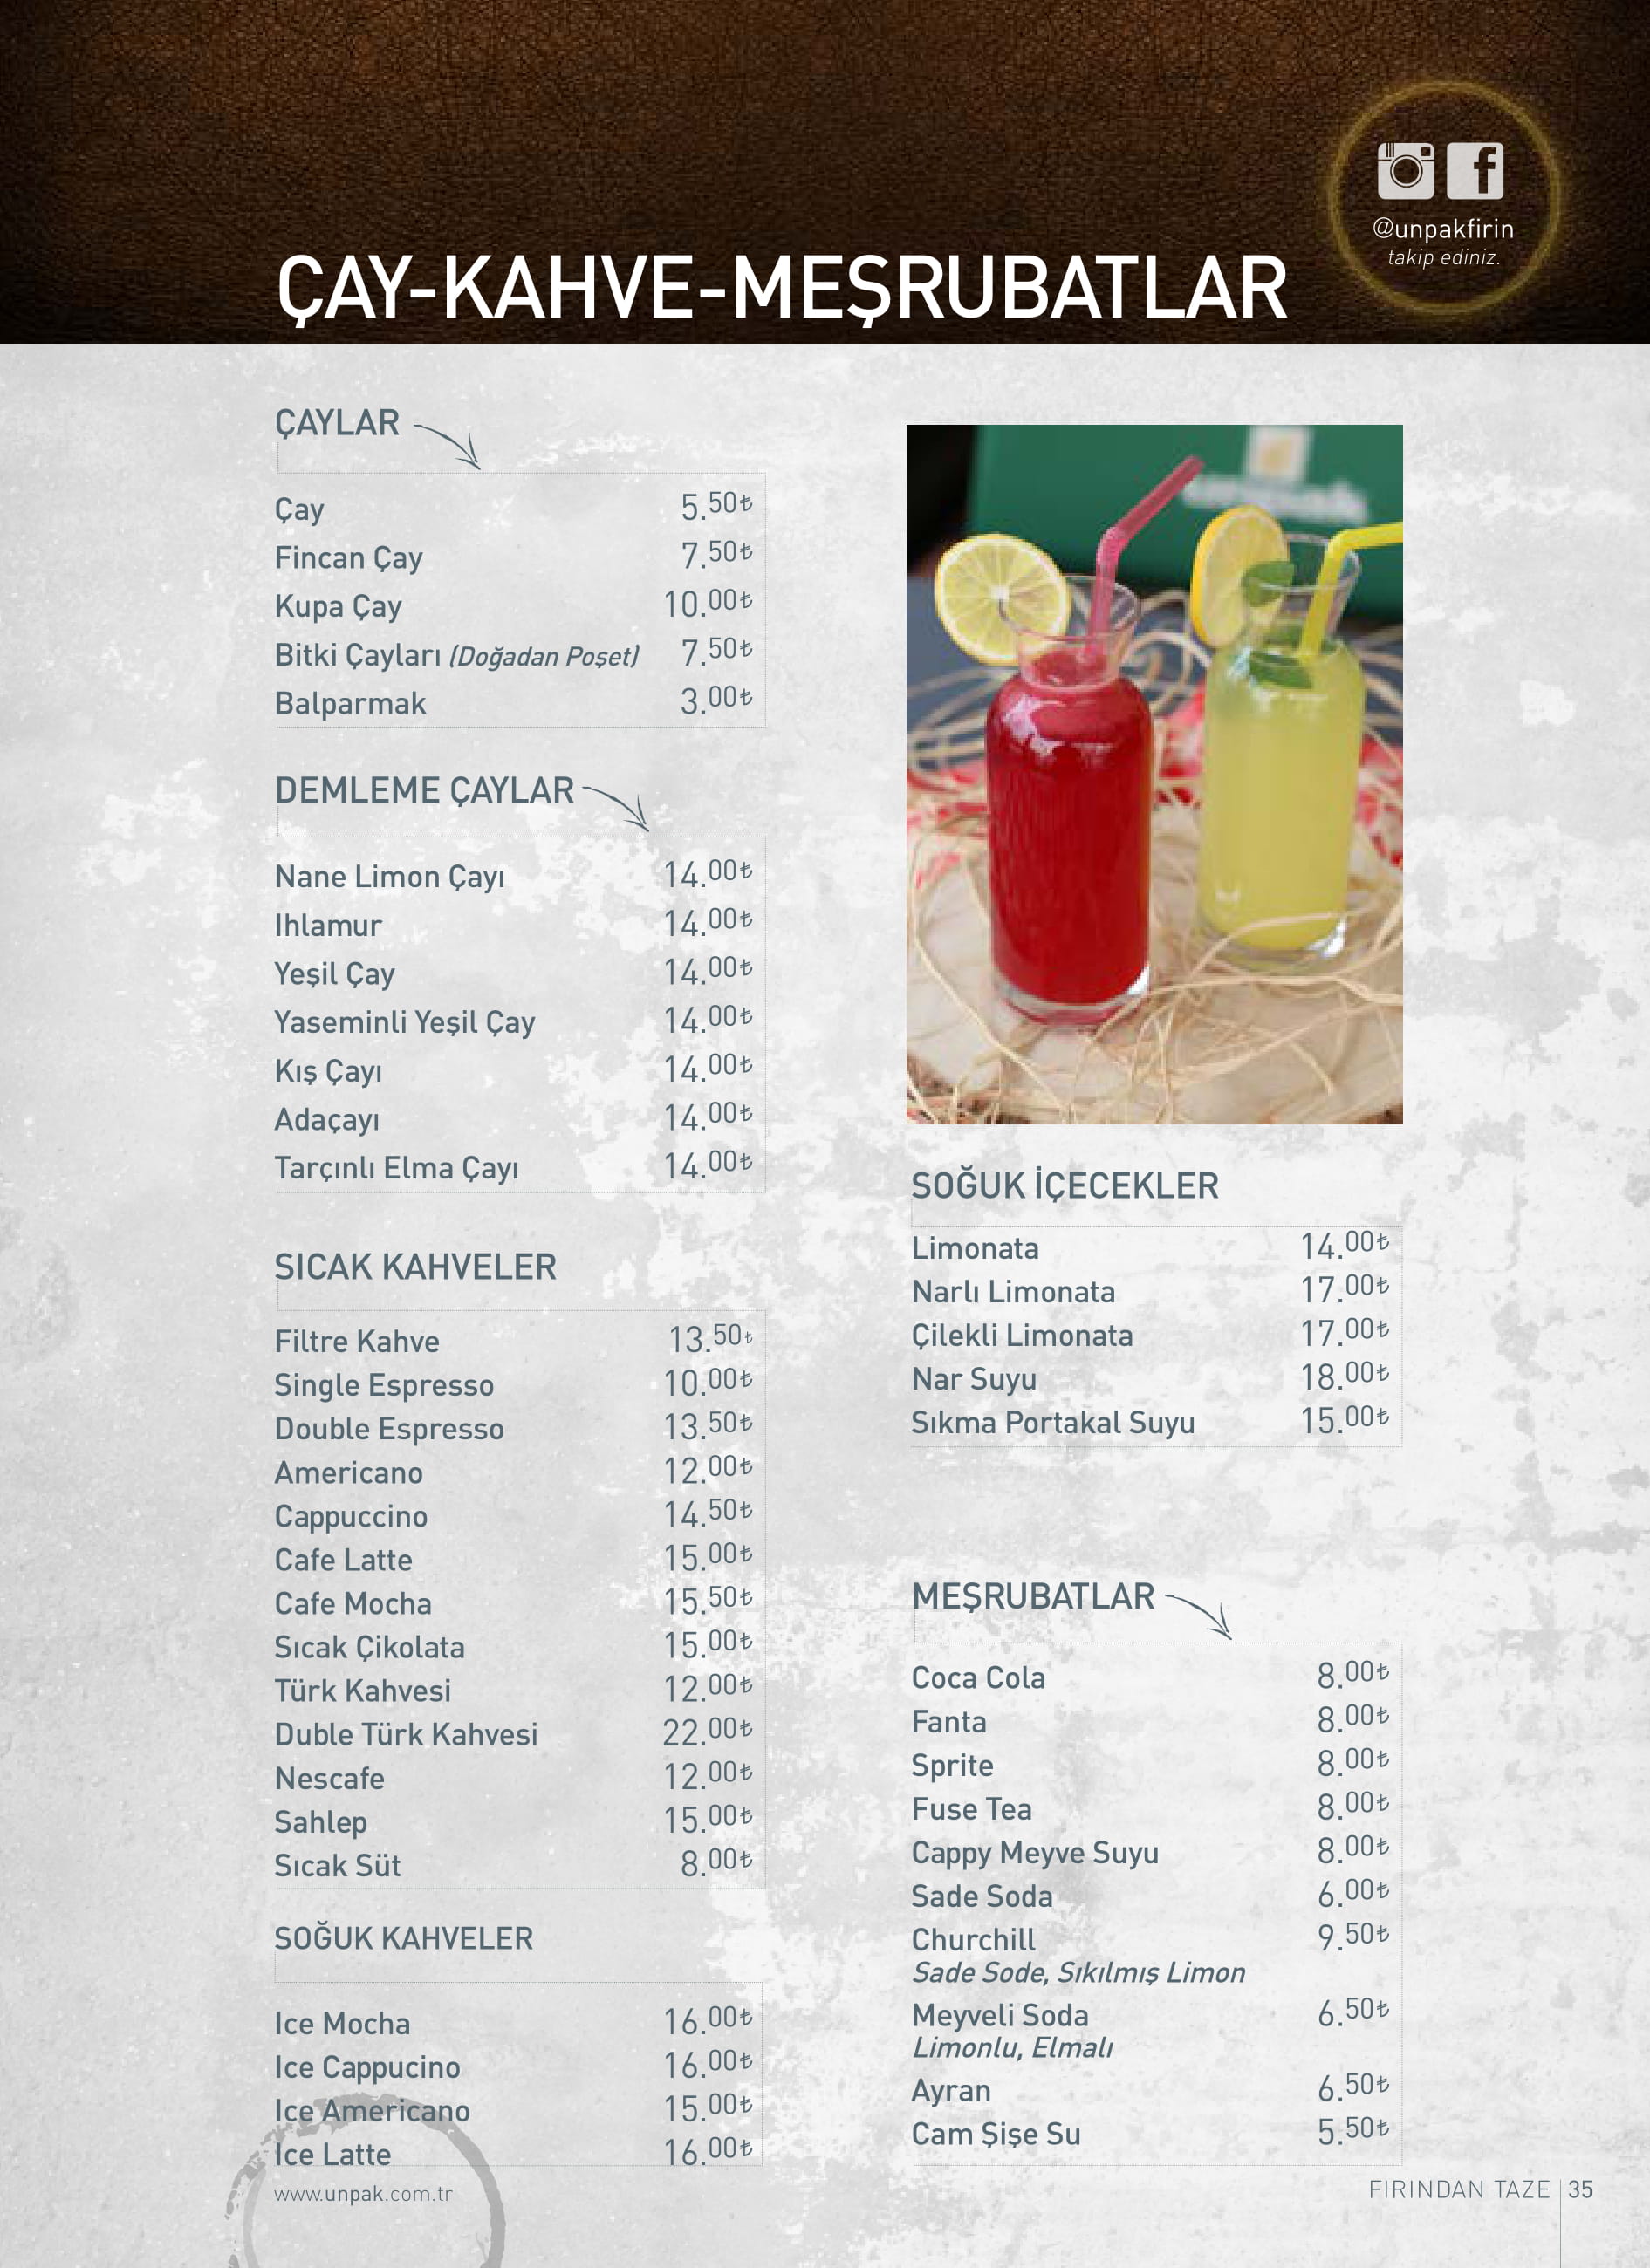 @unpakfirin
takip ediniz.
ÇAY-KAHVE-MEŞRUBATLAR
ÇAYLAR
Çay 5.50₺
Fincan Çay 7.50₺
Kupa Çay 10.00₺
Bitki Çayları (Doğadan Poşet) 7.50₺
Balparmak 3.00₺
DEMLEME ÇAYLAR
Nane Limon Çayı 14.00₺
Ihlamur 14.00₺
Yeşil Çay 14.00₺
Yaseminli Yeşil Çay 14.00₺
Kış Çayı 14.00₺
Adaçayı 14.00₺
Tarçınlı Elma Çayı 14.00₺
SICAK KAHVELER
Filtre Kahve 13.50₺
Single Espresso 10.00₺
Double Espresso 13.50₺
Americano 12.00₺
Cappuccino 14.50₺
Cafe Latte 15.00₺
Cafe Mocha 15.50₺
Sıcak Çikolata 15.00₺
Türk Kahvesi 12.00₺
Duble Türk Kahvesi 22.00₺
Nescafe 12.00₺
Sahlep 15.00₺
Sıcak Süt 8.00₺
SOĞUK KAHVELER
Ice Mocha 16.00₺
Ice Cappucino 16.00₺
Ice Americano 15.00₺
Ice Latte 16.00₺
SOĞUK İÇECEKLER
Limonata 14.00₺
Narlı Limonata 17.00₺
Çilekli Limonata 17.00₺
Nar Suyu 18.00₺
Sıkma Portakal Suyu 15.00₺
MEŞRUBATLAR
Coca Cola 8.00₺
Fanta 8.00₺
Sprite 8.00₺
Fuse Tea 8.00₺
Cappy Meyve Suyu 8.00₺
Sade Soda 6.00₺
Churchill 9.50₺
Sade Sode, Sıkılmış Limon
Meyveli Soda 6.50₺
Limonlu, Elmalı
Ayran 6.50₺
Cam Şişe Su 5.50₺
www.unpak.com.tr
FIRINDAN TAZE 35